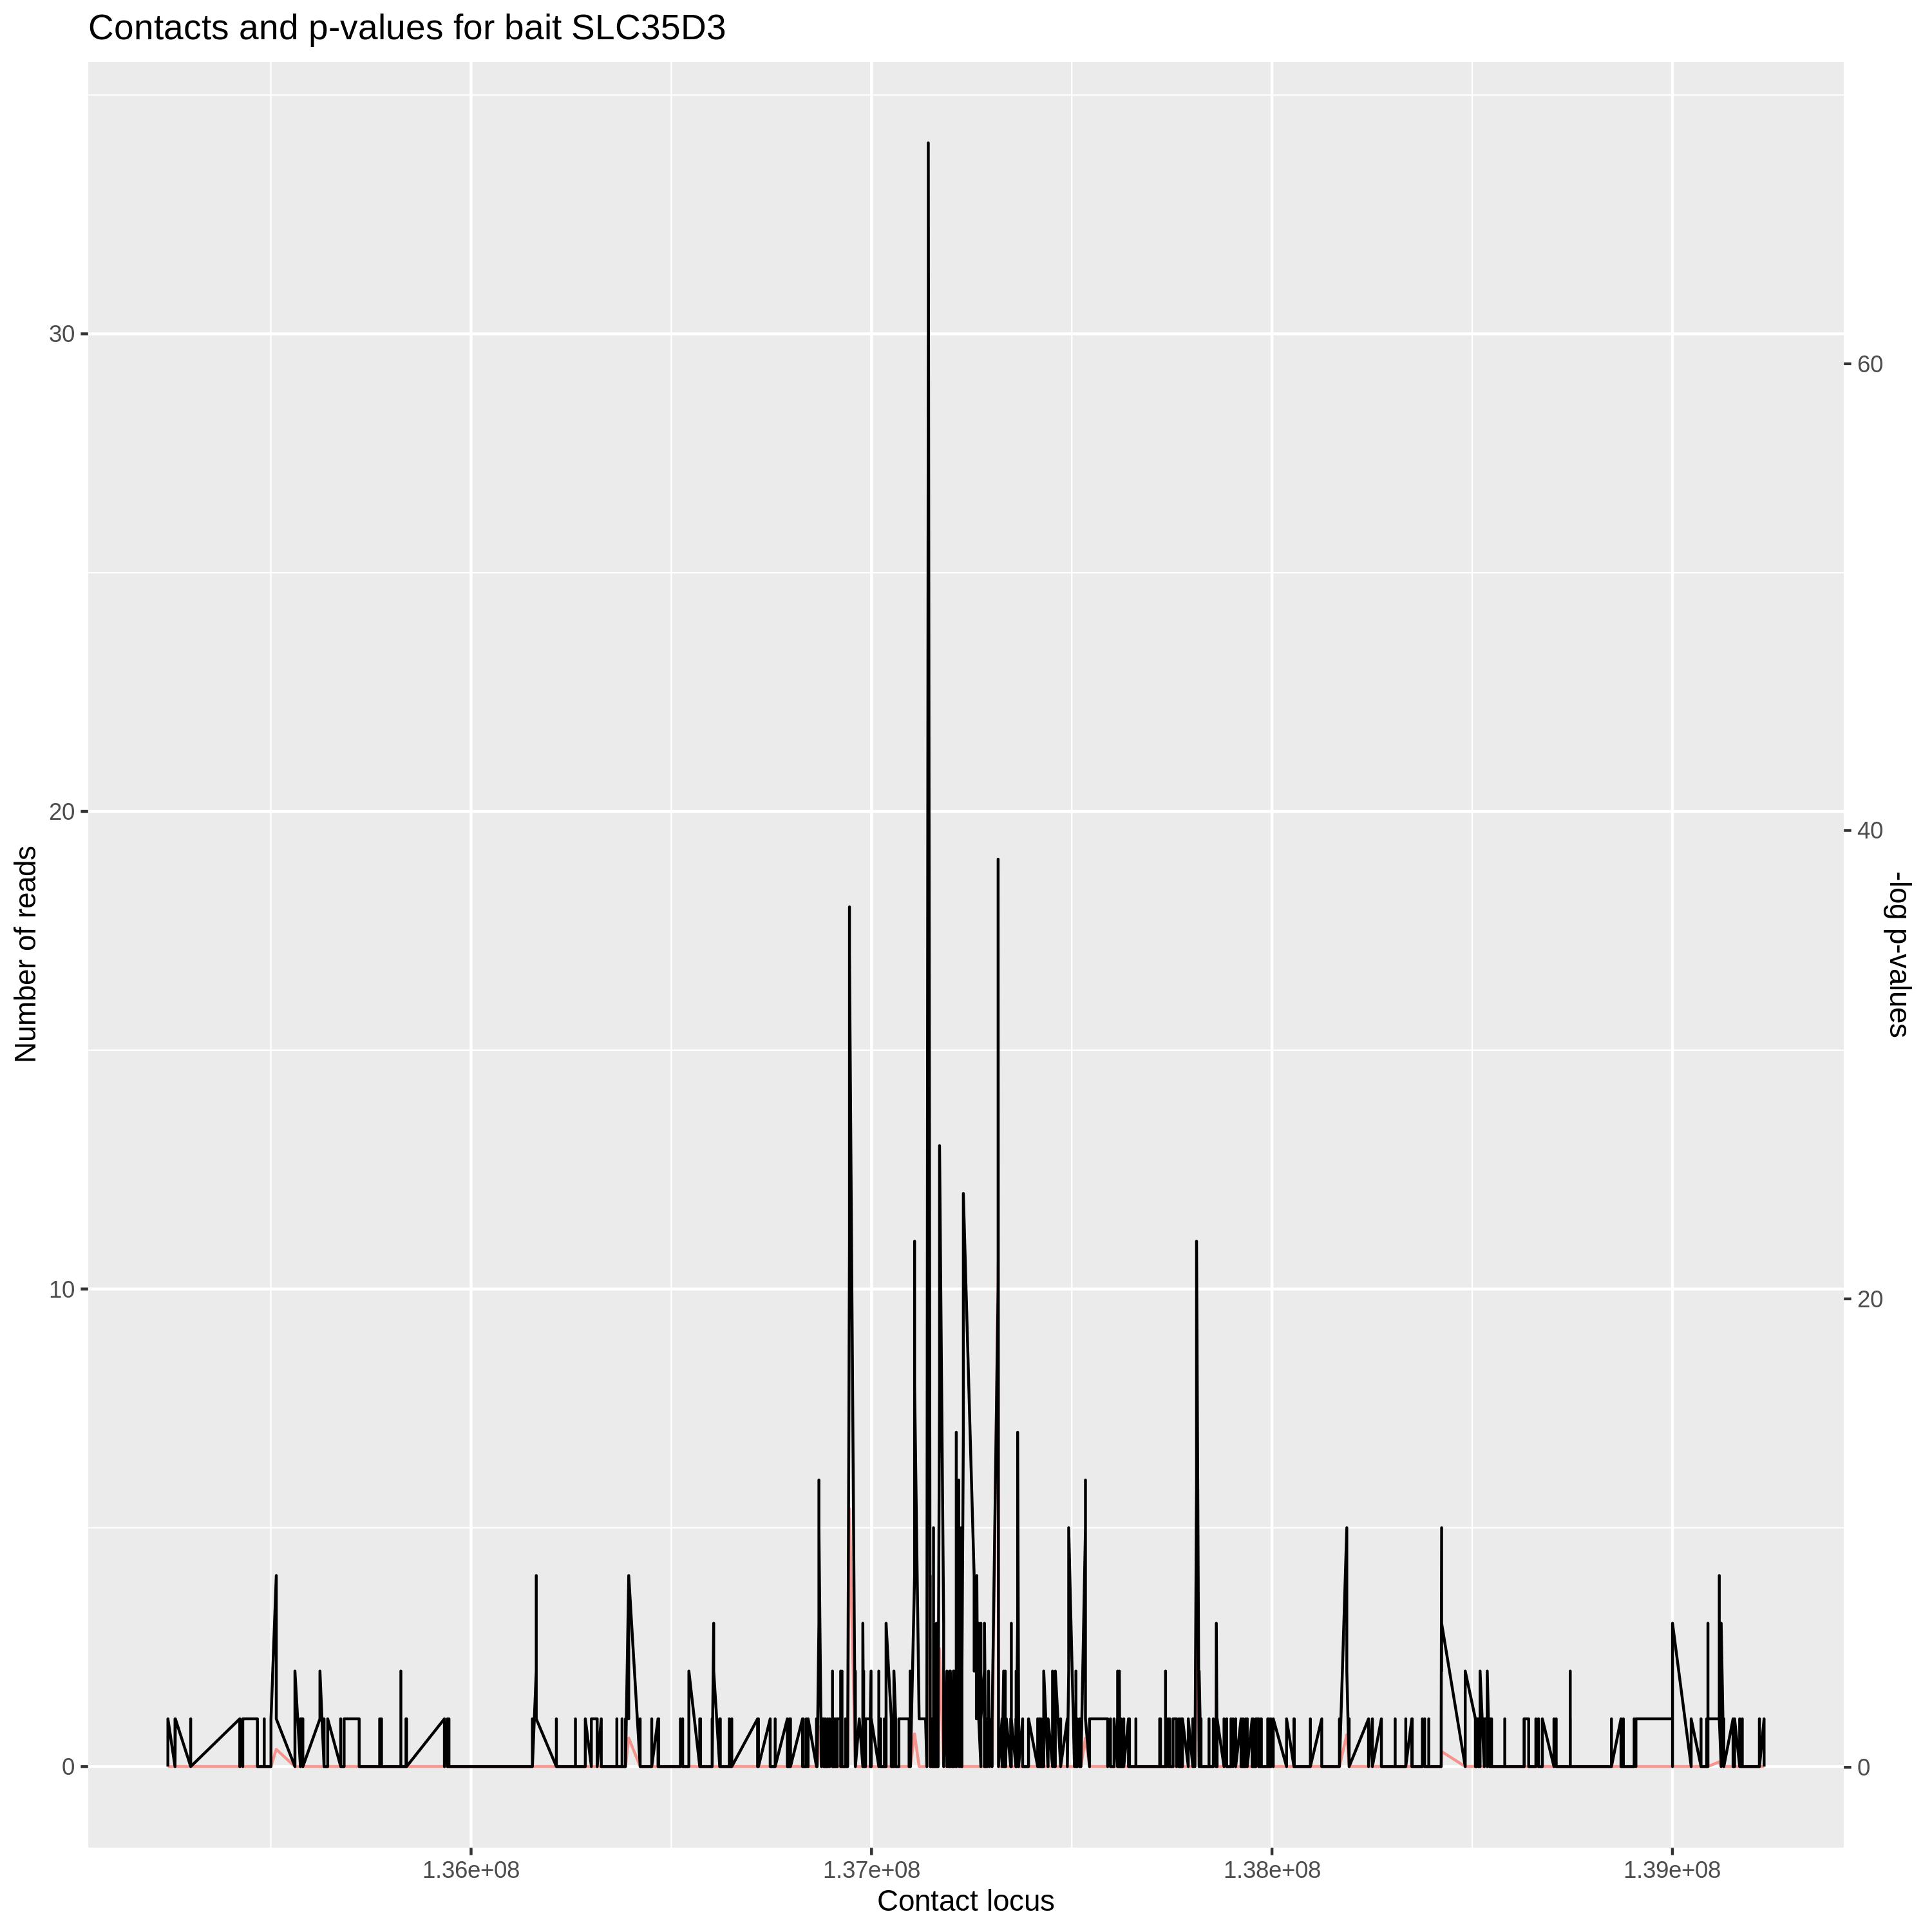 Contacts and p-values for bait SLC35D3
30
20
10
0
Number of reads
60
40
20
0
-log p-values
1.36e+08
1.37e+08
1.38e+08
1.39e+08
Contact locus